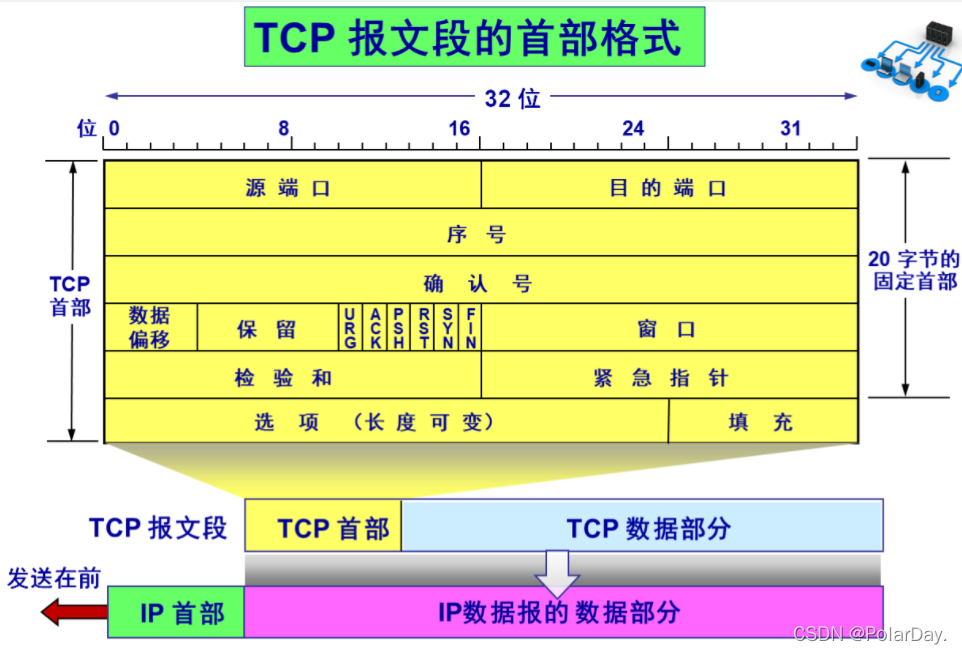 TCP 报文段的首部格式
32 位
位 0 8 16 24 31
源 端 口 目 的 端 口
序 号
TCP
首部
确 认 号
20 字节的
固定首部
数据
偏移
保 留
URG
ACK
PSH
RST
SYN
FIN
窗 口
检 验 和 紧 急 指 针
选 项 (长 度 可 变) 填 充
TCP 报文段 TCP 首部 TCP 数据部分
发送在前
IP 首部 IP数据报的 数据部分
CSDN @PolarDay.